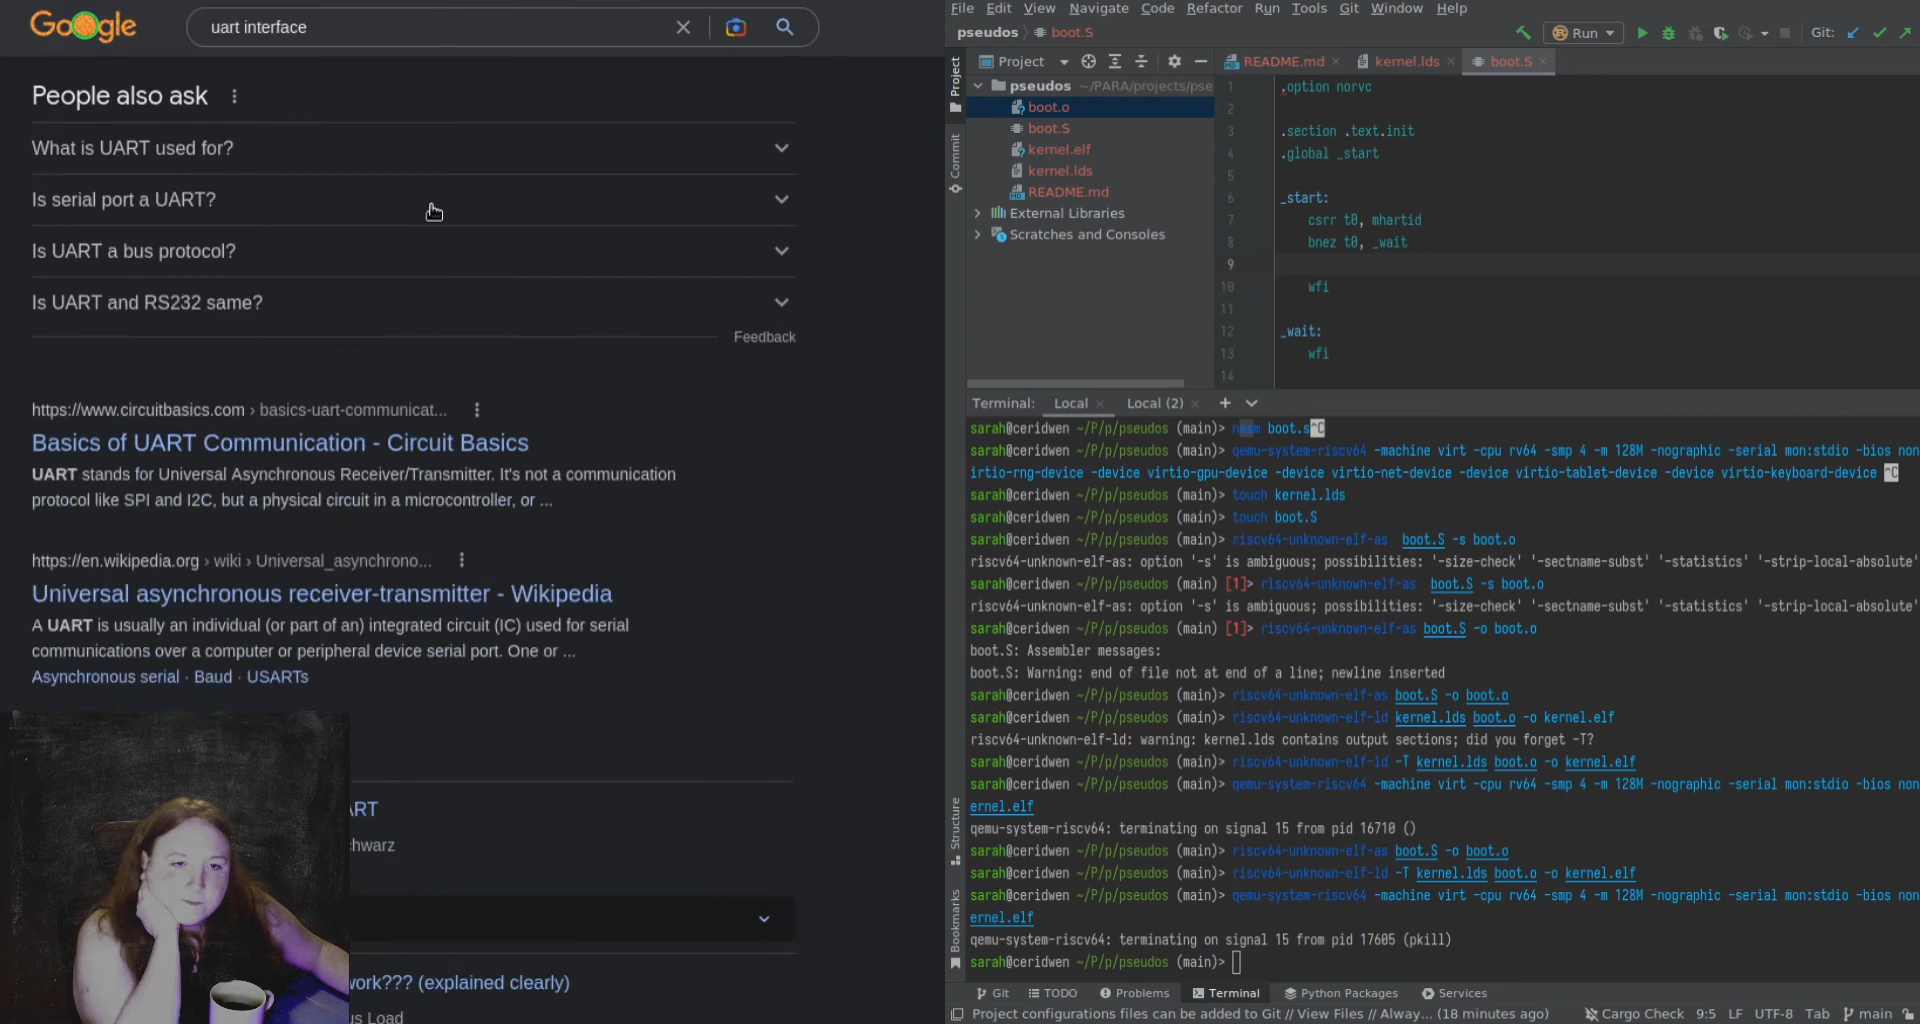 Google
uart interface
People also ask
What is UART used for?
Is serial port a UART?
Is UART a bus protocol?
Is UART and RS232 same?
Feedback
https://www.circuitbasics.com › basics-uart-communicat...
Basics of UART Communication - Circuit Basics
UART stands for Universal Asynchronous Receiver/Transmitter. It's not a communication
protocol like SPI and I2C, but a physical circuit in a microcontroller, or ...
https://en.wikipedia.org › wiki › Universal_asynchrono...
Universal asynchronous receiver-transmitter - Wikipedia
A UART is usually an individual (or part of an) integrated circuit (IC) used for serial
communications over a computer or peripheral device serial port. One or ...
Asynchronous serial · Baud · USARTs
ART
hwarz
work??? (explained clearly)
us Load
File Edit View Navigate Code Refactor Run Tools Git Window Help
pseudos boot.S
Run Git:
Project
README.md kernel.lds boot.S
Project
Commit
pseudos ~/PARA/projects/pse
boot.o
boot.S
kernel.elf
kernel.lds
README.md
External Libraries
Scratches and Consoles
1 .option norvc
2
3 .section .text.init
4 .global _start
5
6 _start:
7 csrr t0, mhartid
8 bnez t0, _wait
9
10 wfi
11
12 _wait:
13 wfi
14
Terminal: Local Local (2)
sarah@ceridwen ~/P/p/pseudos (main)> nasm boot.s^C
sarah@ceridwen ~/P/p/pseudos (main)> qemu-system-riscv64 -machine virt -cpu rv64 -smp 4 -m 128M -nographic -serial mon:stdio -bios non
irtio-rng-device -device virtio-gpu-device -device virtio-net-device -device virtio-tablet-device -device virtio-keyboard-device ^C
sarah@ceridwen ~/P/p/pseudos (main)> touch kernel.lds
sarah@ceridwen ~/P/p/pseudos (main)> touch boot.S
sarah@ceridwen ~/P/p/pseudos (main)> riscv64-unknown-elf-as boot.S -s boot.o
riscv64-unknown-elf-as: option '-s' is ambiguous; possibilities: '-size-check' '-sectname-subst' '-statistics' '-strip-local-absolute'
sarah@ceridwen ~/P/p/pseudos (main) [1]> riscv64-unknown-elf-as boot.S -s boot.o
riscv64-unknown-elf-as: option '-s' is ambiguous; possibilities: '-size-check' '-sectname-subst' '-statistics' '-strip-local-absolute'
sarah@ceridwen ~/P/p/pseudos (main) [1]> riscv64-unknown-elf-as boot.S -o boot.o
boot.S: Assembler messages:
boot.S: Warning: end of file not at end of a line; newline inserted
sarah@ceridwen ~/P/p/pseudos (main)> riscv64-unknown-elf-as boot.S -o boot.o
sarah@ceridwen ~/P/p/pseudos (main)> riscv64-unknown-elf-ld kernel.lds boot.o -o kernel.elf
riscv64-unknown-elf-ld: warning: kernel.lds contains output sections; did you forget -T?
sarah@ceridwen ~/P/p/pseudos (main)> riscv64-unknown-elf-ld -T kernel.lds boot.o -o kernel.elf
sarah@ceridwen ~/P/p/pseudos (main)> qemu-system-riscv64 -machine virt -cpu rv64 -smp 4 -m 128M -nographic -serial mon:stdio -bios non
ernel.elf
qemu-system-riscv64: terminating on signal 15 from pid 16710 ()
sarah@ceridwen ~/P/p/pseudos (main)> riscv64-unknown-elf-as boot.S -o boot.o
sarah@ceridwen ~/P/p/pseudos (main)> riscv64-unknown-elf-ld -T kernel.lds boot.o -o kernel.elf
sarah@ceridwen ~/P/p/pseudos (main)> qemu-system-riscv64 -machine virt -cpu rv64 -smp 4 -m 128M -nographic -serial mon:stdio -bios non
ernel.elf
qemu-system-riscv64: terminating on signal 15 from pid 17605 (pkill)
sarah@ceridwen ~/P/p/pseudos (main)>
Structure
Bookmarks
Git TODO Problems Terminal Python Packages Services
Project configurations files can be added to Git // View Files // Alway... (18 minutes ago) Cargo Check 9:5 LF UTF-8 Tab main